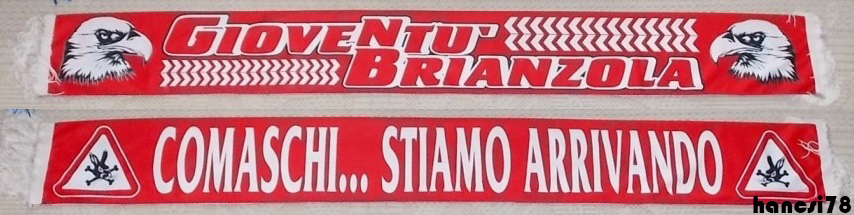 GIOVENTU'
BRIANZOLA
COMASCHI... STIAMO ARRIVANDO
hancsi78